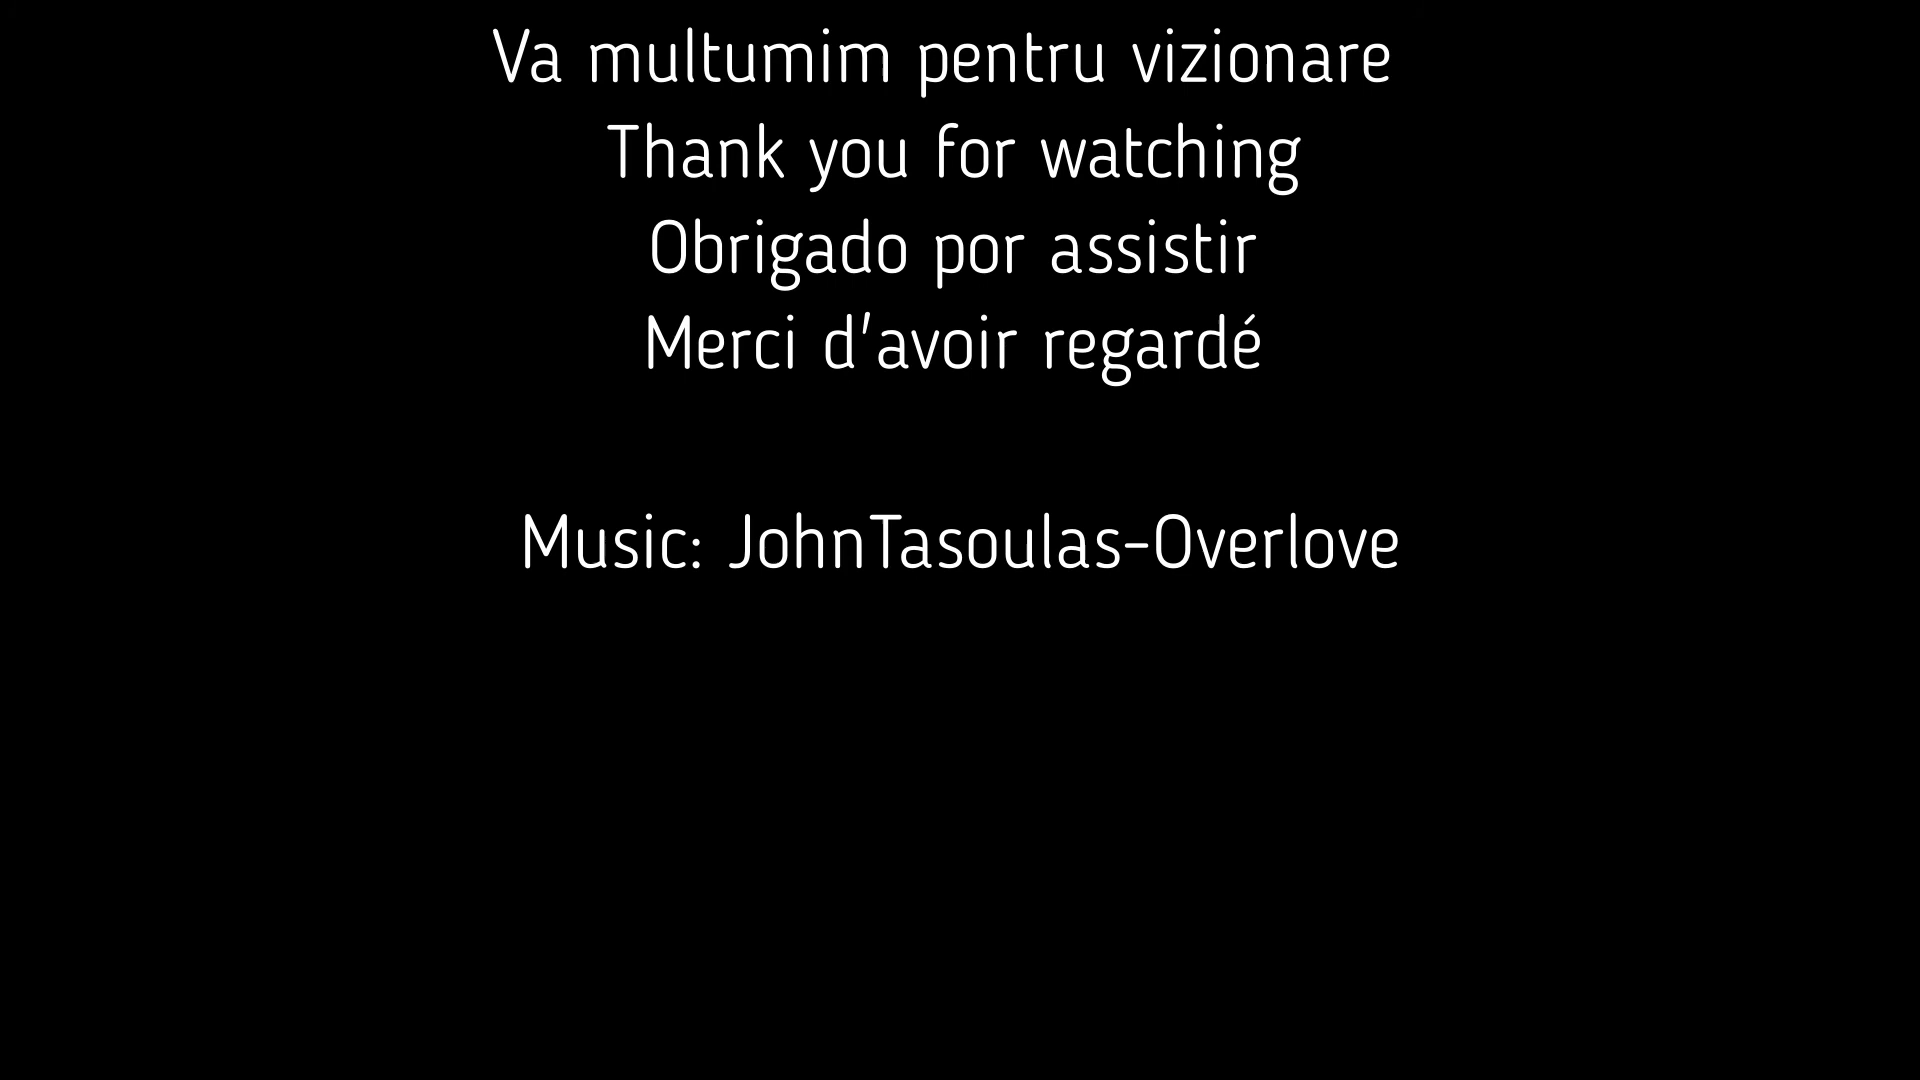 Va multumim pentru vizionare
Thank you for watching
Obrigado por assistir
Merci d'avoir regardé
Music: JohnTasoulas-Overlove